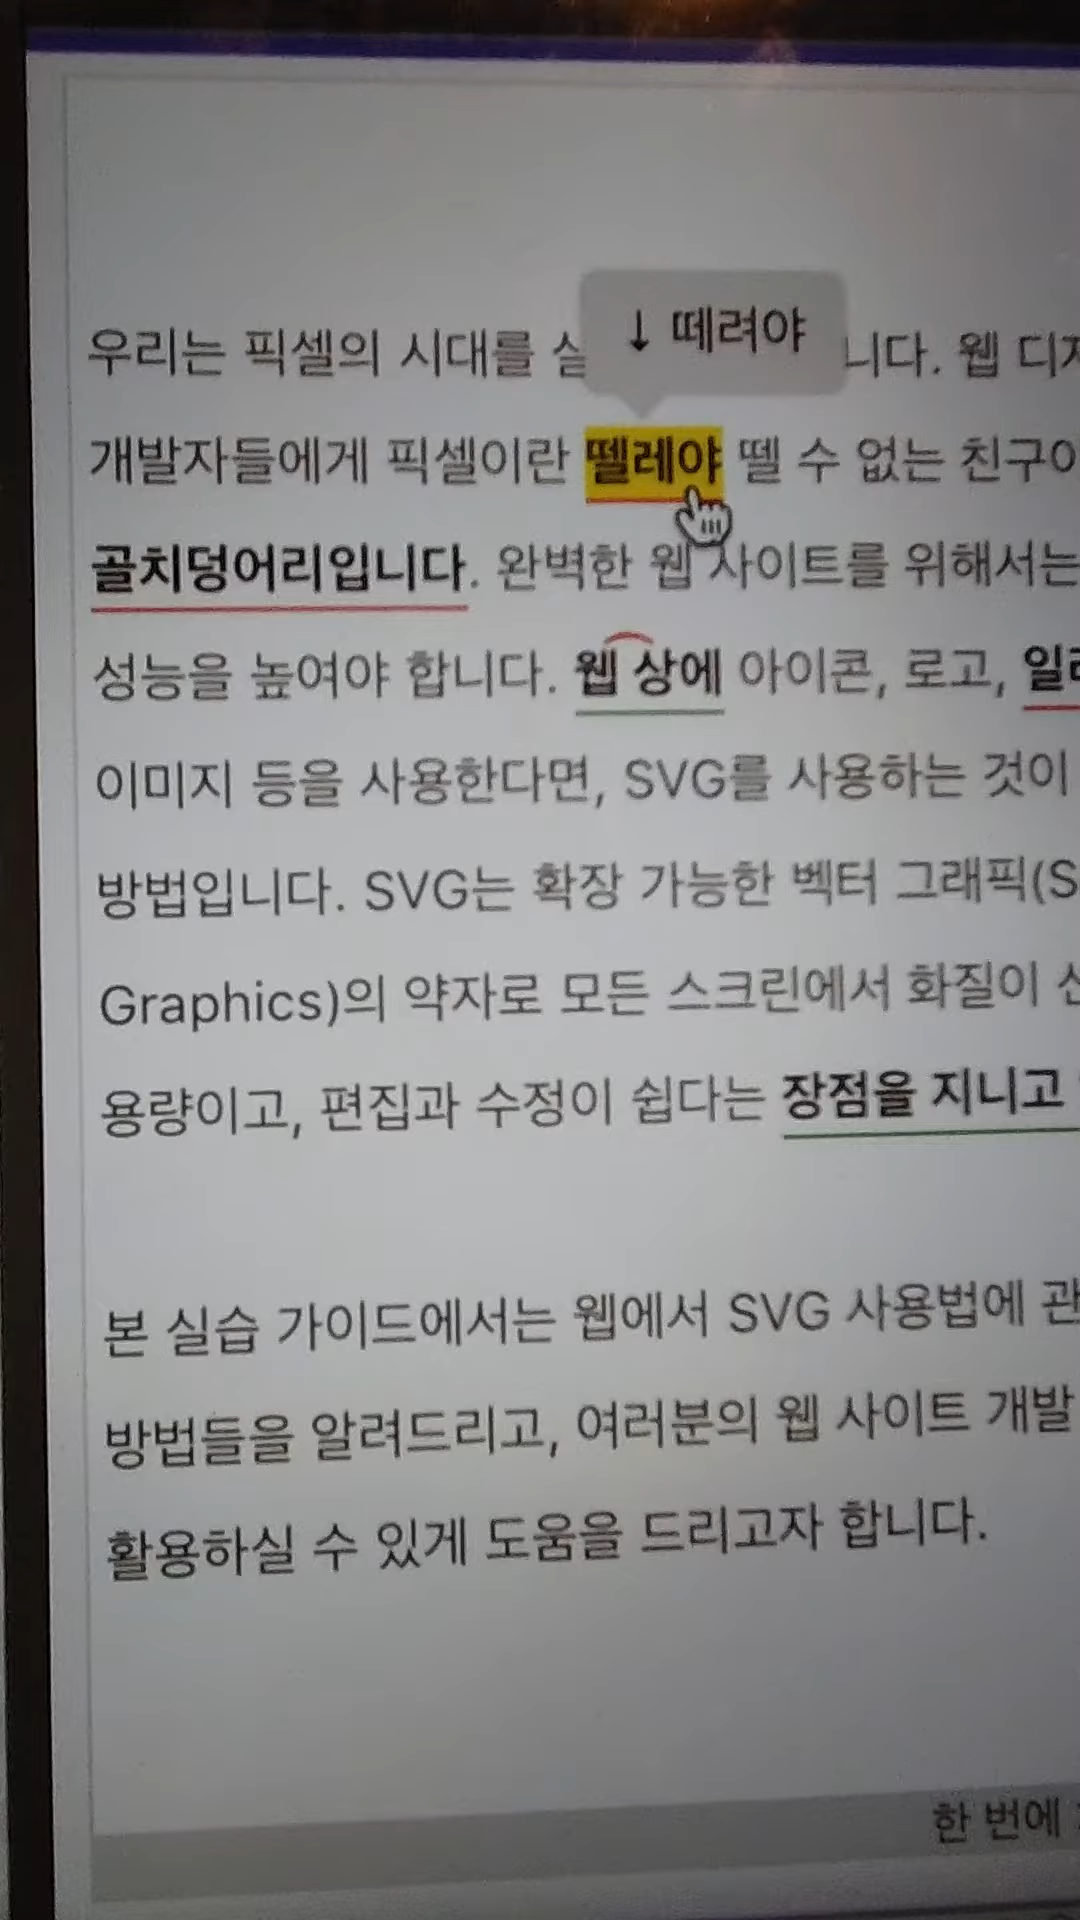 ↓ 떼려야
우리는 픽셀의 시대를 니다. 웹
개발자들에게 픽셀이란 뗄레야 뗄 수 없는
골치덩어리입니다. 완벽한 웹 사이트를 위해서는
성능을 높여야 합니다. 웹 상에 아이콘, 로고,
이미지 등을 사용한다면, SVG를 사용하는 것이
방법입니다. SVG는 확장 가능한 벡터 그래픽(S
Graphics)의 약자로 모든 스크린에서 화질이
용량이고, 편집과 수정이 쉽다는 장점을 지니고
본 실습 가이드에서는 웹에서 SVG 사용법에
방법들을 알려드리고, 여러분의 웹 사이트 개발
활용하실 수 있게 도움을 드리고자 합니다.
한 번에